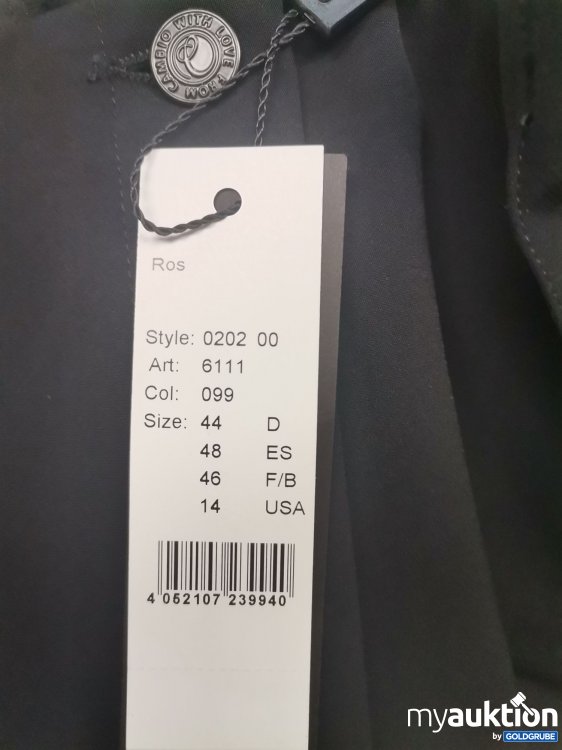 CAMBIO WITH LOVE FROM
Ros
Style: 0202 00
Art: 6111
Col: 099
Size: 44 D
48 ES
46 F/B
14 USA
4 052107 239940
myauktion
by GOLDGRUBE